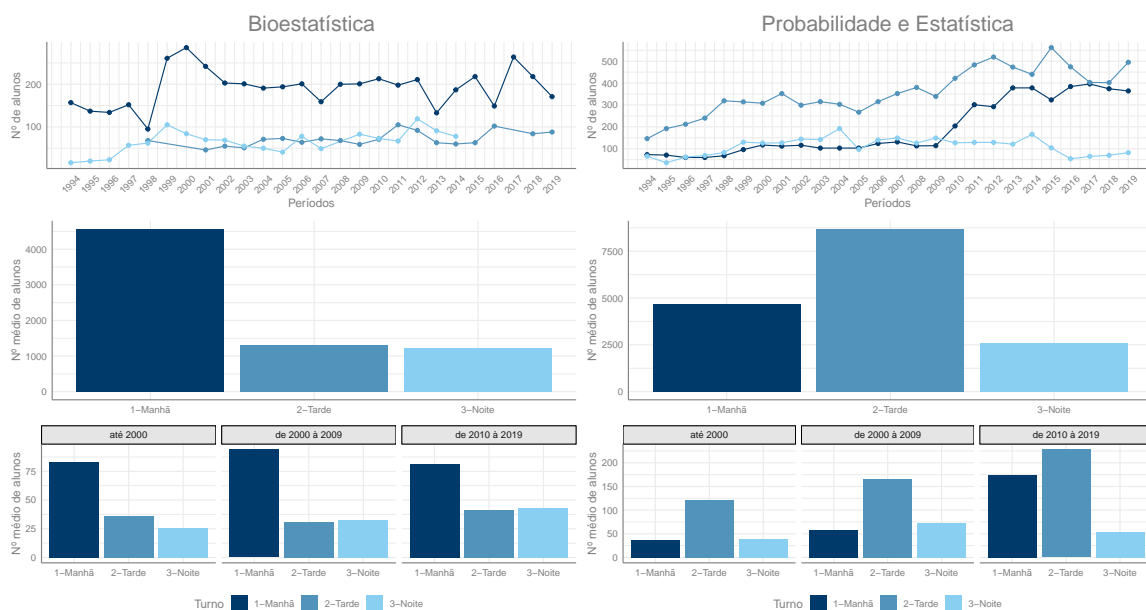 Bioestatística
Nº de alunos
200
100
1994 1995 1996 1997 1998 1999 2000 2001 2002 2003 2004 2005 2006 2007 2008 2009 2010 2011 2012 2013 2014 2015 2016 2017 2018 2019
Períodos
Nº médio de alunos
4000
3000
2000
1000
0
1−Manhã 2−Tarde 3−Noite
até 2000 de 2000 à 2009 de 2010 à 2019
Nº médio de alunos
75
50
25
0
1−Manhã 2−Tarde 3−Noite 1−Manhã 2−Tarde 3−Noite 1−Manhã 2−Tarde 3−Noite
Turno 1−Manhã 2−Tarde 3−Noite
Probabilidade e Estatística
Nº de alunos
500
400
300
200
100
1994 1995 1996 1997 1998 1999 2000 2001 2002 2003 2004 2005 2006 2007 2008 2009 2010 2011 2012 2013 2014 2015 2016 2017 2018 2019
Períodos
Nº médio de alunos
7500
5000
2500
0
1−Manhã 2−Tarde 3−Noite
até 2000 de 2000 à 2009 de 2010 à 2019
Nº médio de alunos
200
150
100
50
0
1−Manhã 2−Tarde 3−Noite 1−Manhã 2−Tarde 3−Noite 1−Manhã 2−Tarde 3−Noite
Turno 1−Manhã 2−Tarde 3−Noite